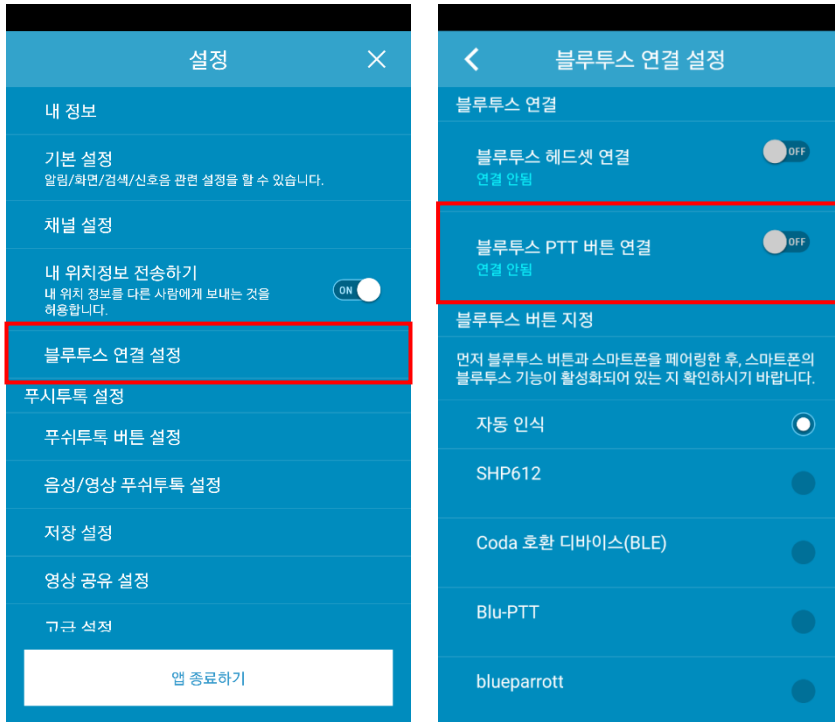 설정
내 정보
기본 설정
알림/화면/검색/신호음 관련 설정을 할 수 있습니다.
채널 설정
내 위치정보 전송하기
내 위치 정보를 다른 사람에게 보내는 것을
허용합니다.
ON
블루투스 연결 설정
푸시투톡 설정
푸쉬투톡 버튼 설정
음성/영상 푸쉬투톡 설정
저장 설정
영상 공유 설정
고급 설정
앱 종료하기
블루투스 연결 설정
블루투스 연결
블루투스 헤드셋 연결
연결 안됨
OFF
블루투스 PTT 버튼 연결
연결 안됨
OFF
블루투스 버튼 지정
먼저 블루투스 버튼과 스마트폰을 페어링한 후, 스마트폰의
블루투스 기능이 활성화되어 있는 지 확인하시기 바랍니다.
자동 인식
SHP612
Coda 호환 디바이스(BLE)
Blu-PTT
blueparrott